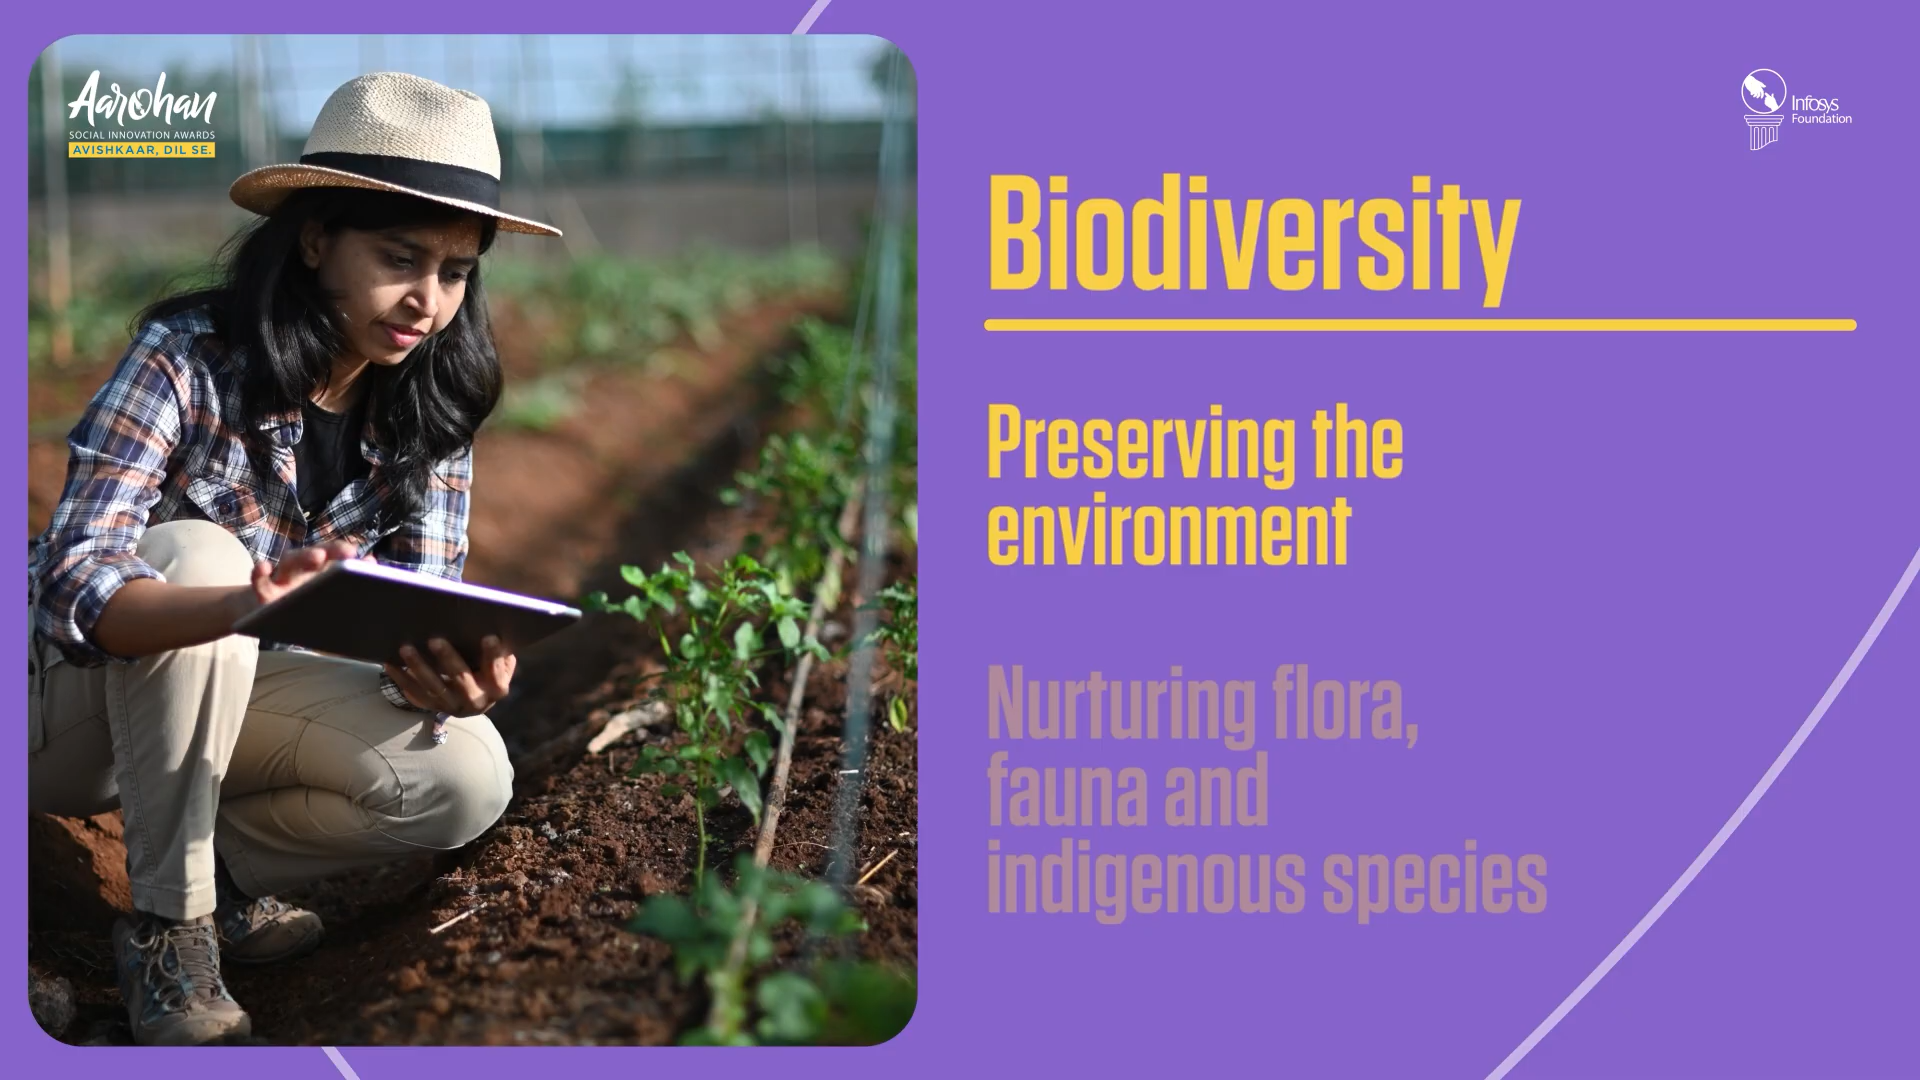 Aarohan
SOCIAL INNOVATION AWARDS
AVISHKAAR, DIL SE.
Infosys
Foundation
Biodiversity
Preserving the
environment
Nurturing flora,
fauna and
indigenous species